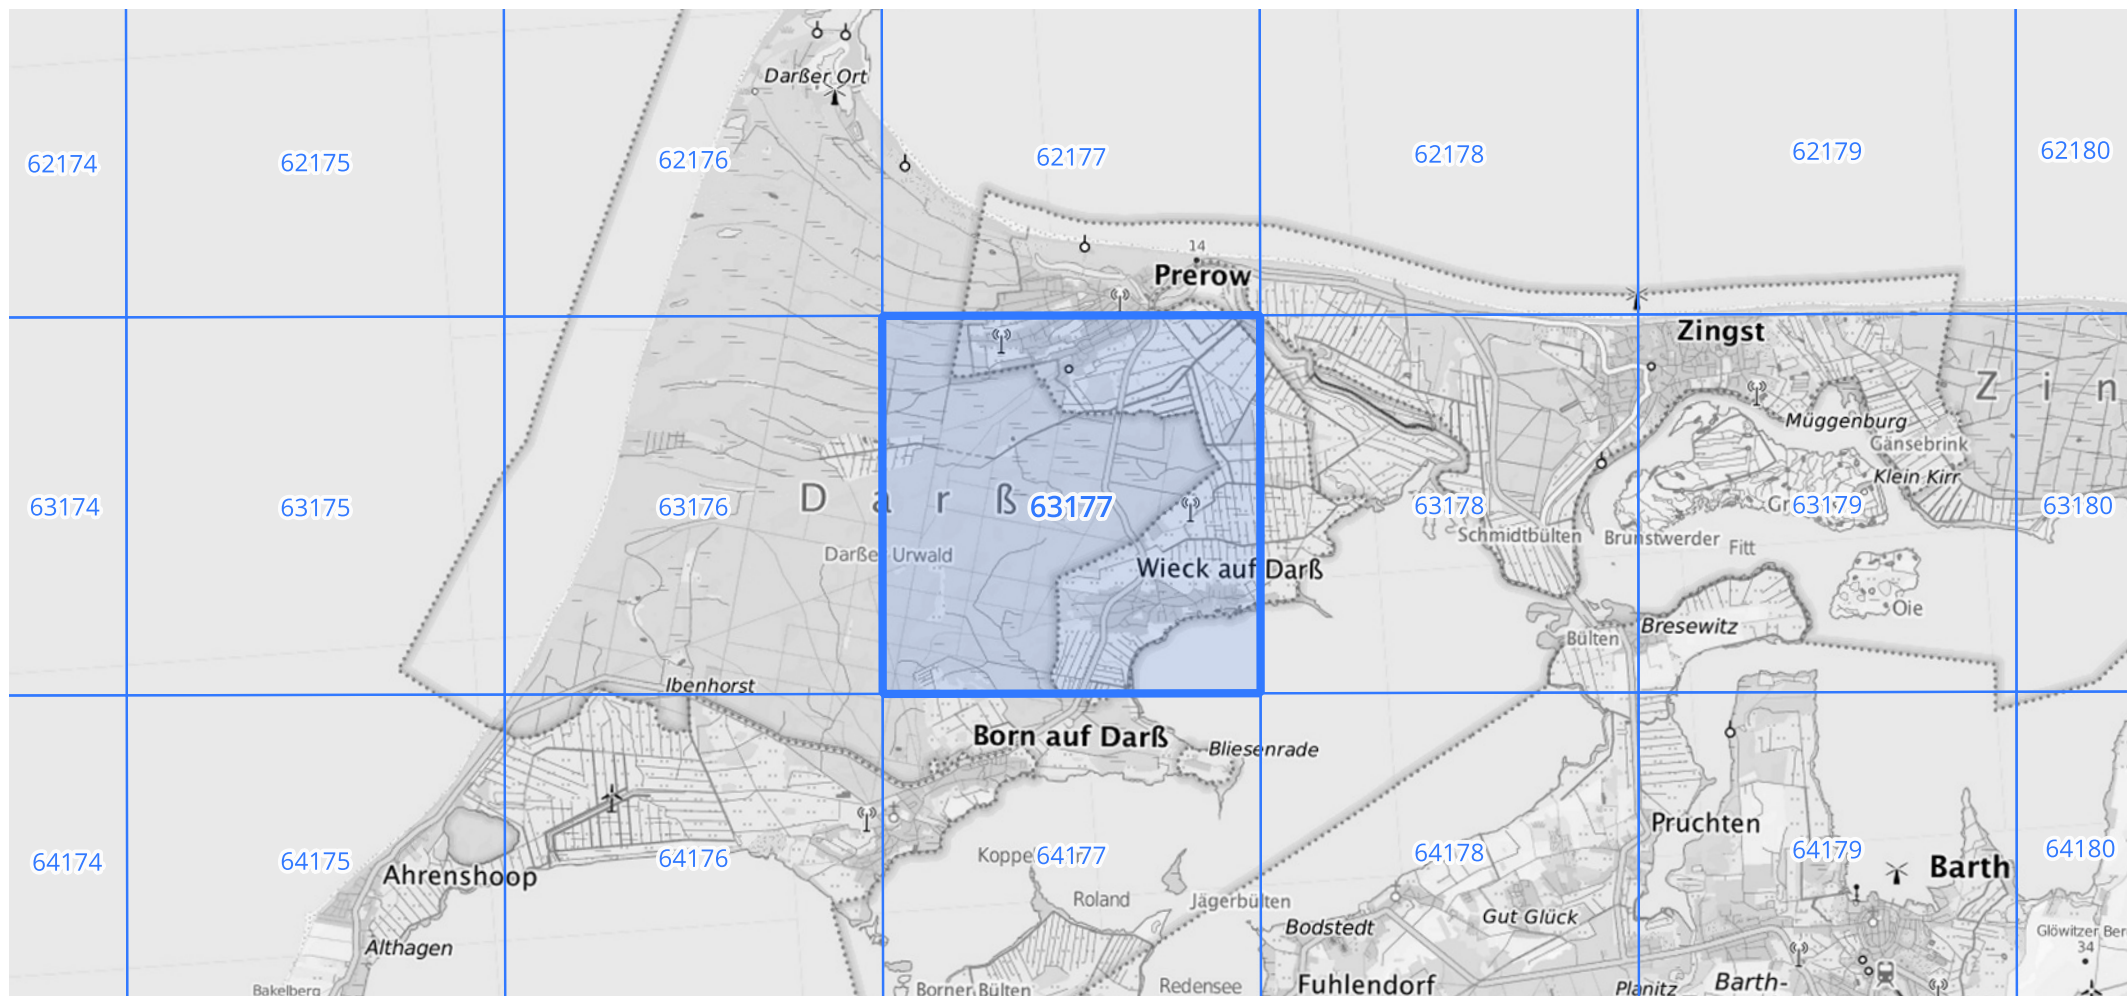 Darßer Ort
62174
62175
62176
62177
62178
62179
62180
14
Prerow
Zingst
Z i n
Müggenburg
Gänsebrink
Klein Kirr
D a r ß
63174
63175
63176
63177
63178
Gr
63179
63180
Schmidtbülten
Brunstwerder
Fitt
Darße
Urwald
Wieck auf Darß
Oie
Bülten
Bresewitz
Ibenhorst
Born auf Darß
Bliesenrade
Pruchten
64174
64175
64176
Koppe
64177
64178
64179
64180
Ahrenshoop
Barth
Roland
Jägerbülten
Bodstedt
Gut Glück
Althagen
Glöwitzer Ber
34
Bakelberg
Borner Bülten
Redensee
Fuhlendorf
Planitz
Barth-